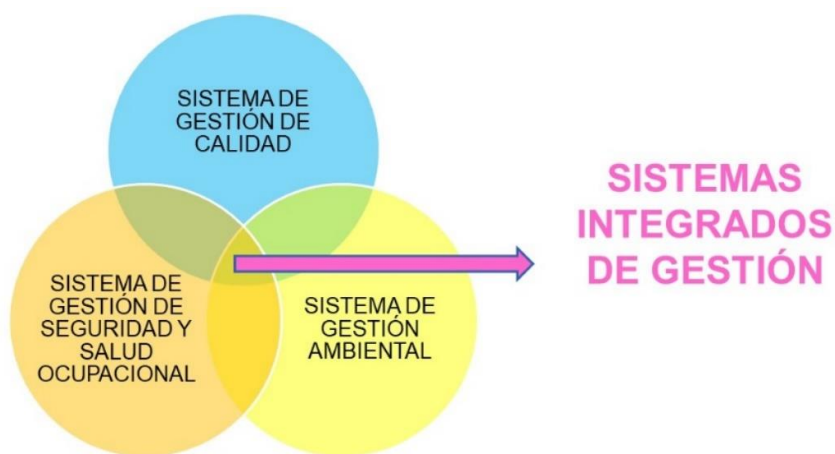 SISTEMA DE
GESTIÓN DE
CALIDAD
SISTEMA DE
GESTIÓN DE
SEGURIDAD Y
SALUD
OCUPACIONAL
SISTEMA DE
GESTIÓN
AMBIENTAL
SISTEMAS
INTEGRADOS
DE GESTIÓN